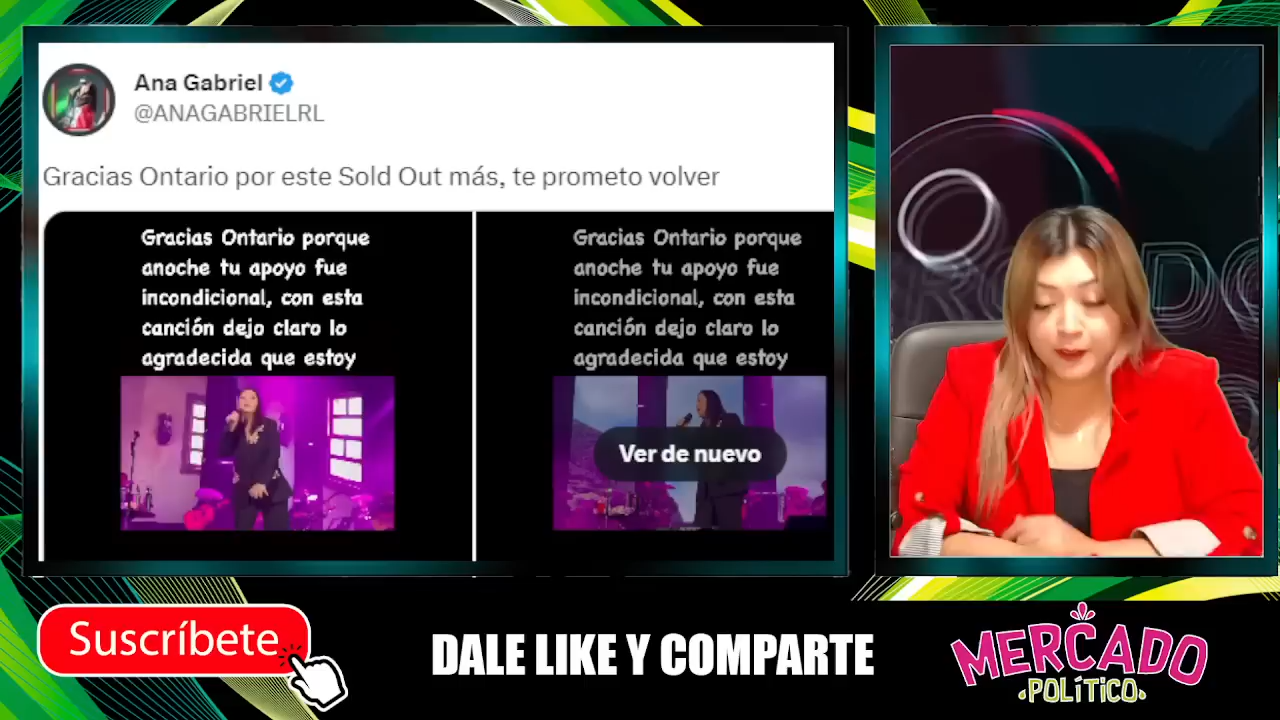 Ana Gabriel
@ANAGABRIELRL
Gracias Ontario por este Sold Out más, te prometo volver
Gracias Ontario porque
anoche tu apoyo fue
incondicional, con esta
canción dejo claro lo
agradecida que estoy
Gracias Ontario porque
anoche tu apoyo fue
incondicional, con esta
canción dejo claro lo
agradecida que estoy
Ver de nuevo
Suscríbete
DALE LIKE Y COMPARTE
MERCADO
POLÍTICO